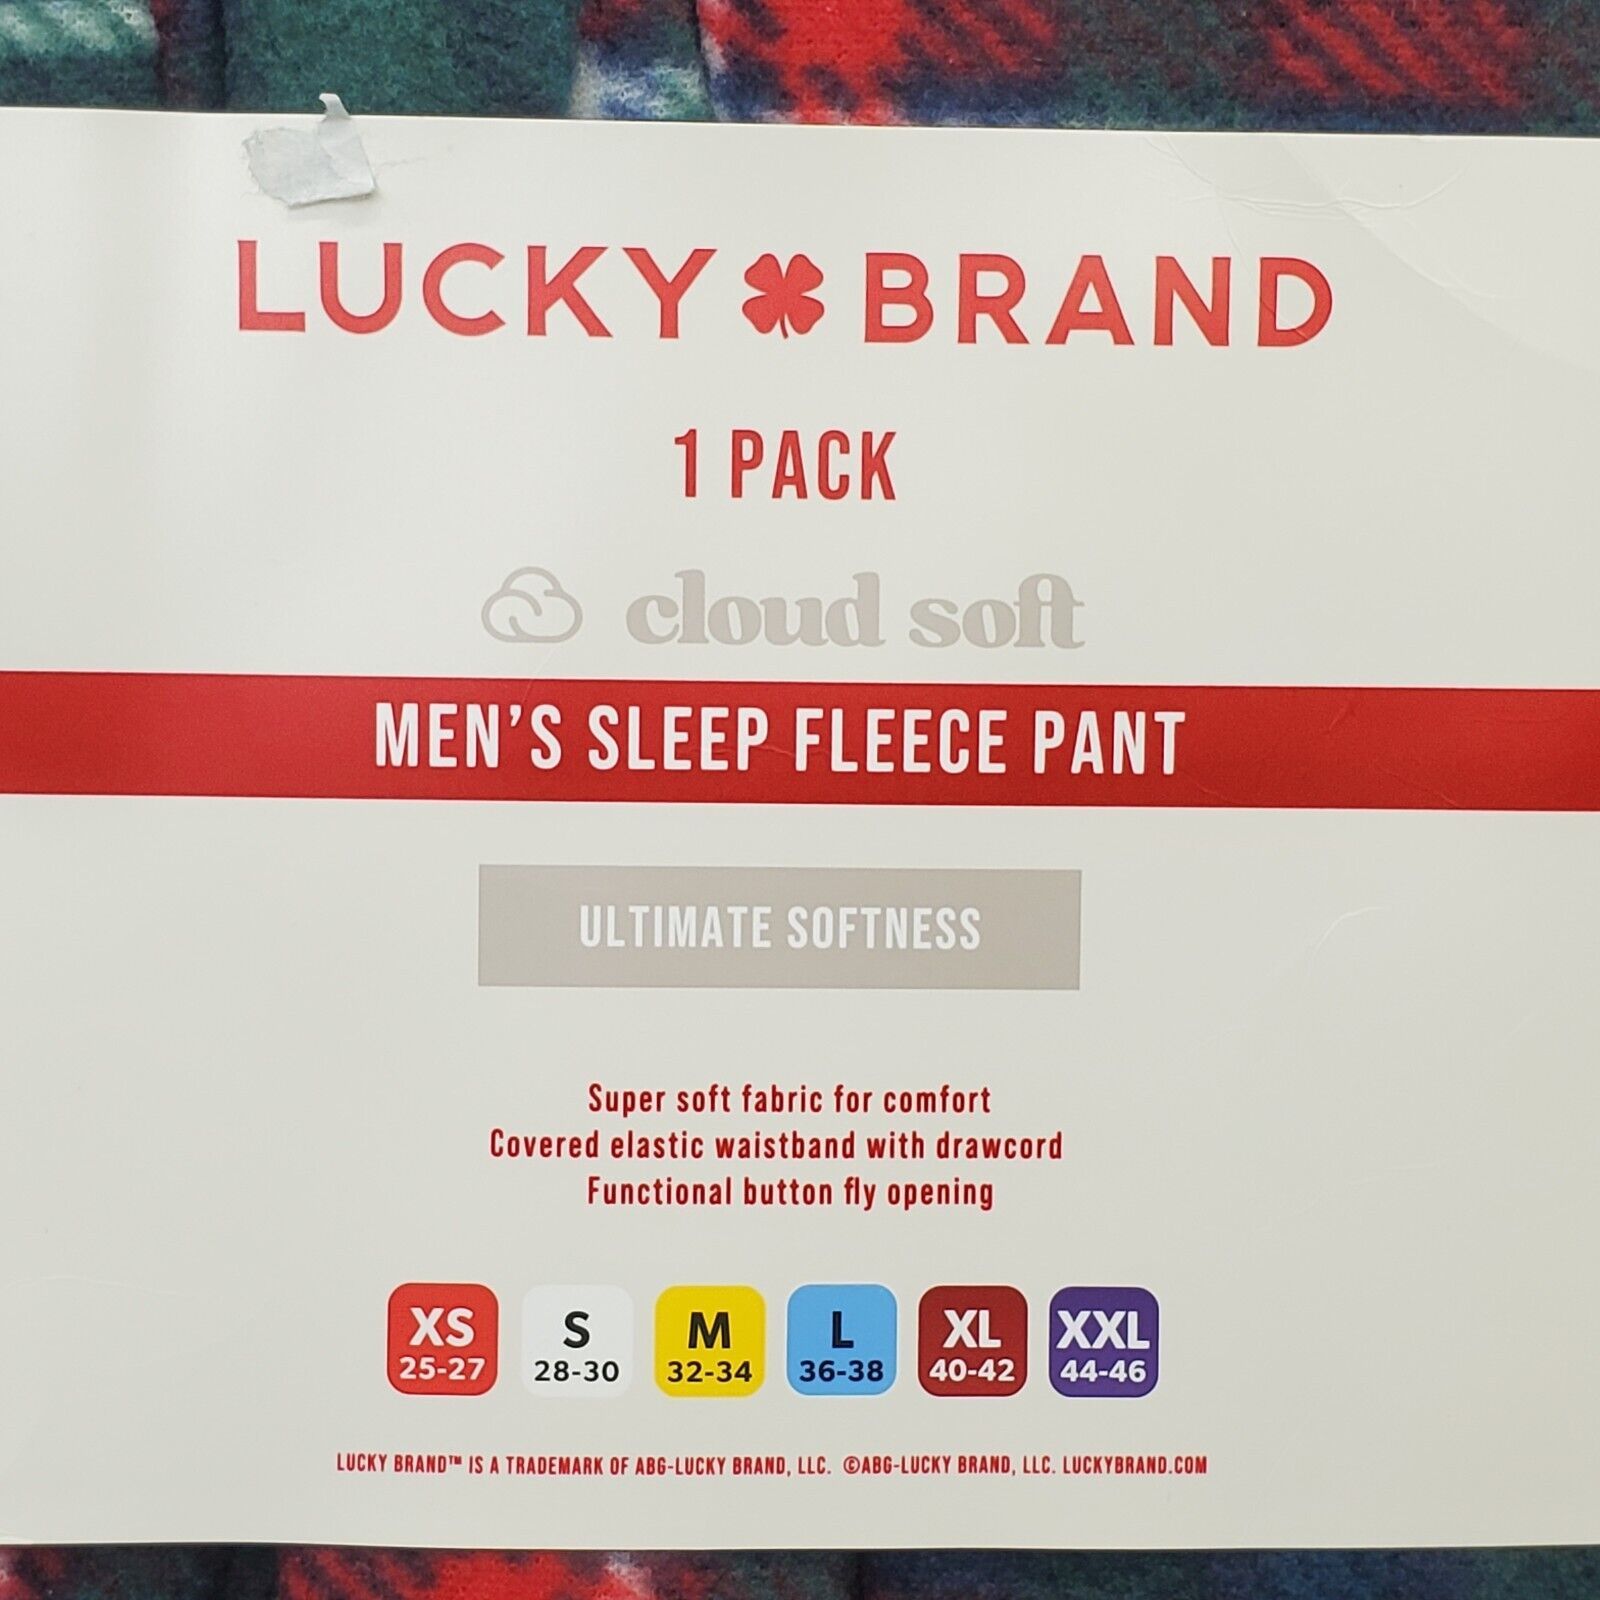 LUCKY BRAND
1 PACK
cloud soft
MEN'S SLEEP FLEECE PANT
ULTIMATE SOFTNESS
Super soft fabric for comfort
Covered elastic waistband with drawcord
Functional button fly opening
XS S M L XL XXL
25-27 28-30 32-34 36-38 40-42 44-46
LUCKY BRAND™ IS A TRADEMARK OF ABG-LUCKY BRAND, LLC. ©ABG-LUCKY BRAND, LLC. LUCKYBRAND.COM